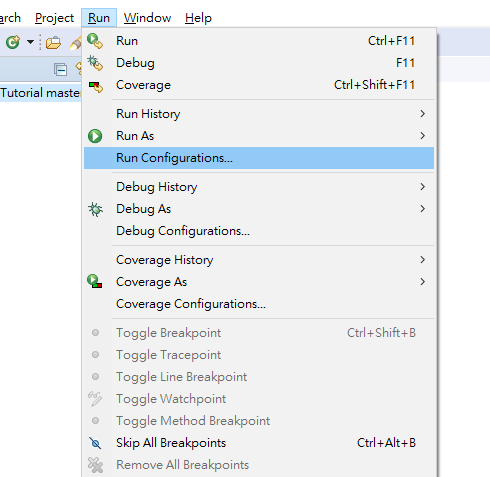 arch Project Run Window Help
Tutorial maste
Run Ctrl+F11
Debug F11
Coverage Ctrl+Shift+F11
Run History
Run As
Run Configurations...
Debug History
Debug As
Debug Configurations...
Coverage History
Coverage As
Coverage Configurations...
Toggle Breakpoint Ctrl+Shift+B
Toggle Tracepoint
Toggle Line Breakpoint
Toggle Watchpoint
Toggle Method Breakpoint
Skip All Breakpoints Ctrl+Alt+B
Remove All Breakpoints